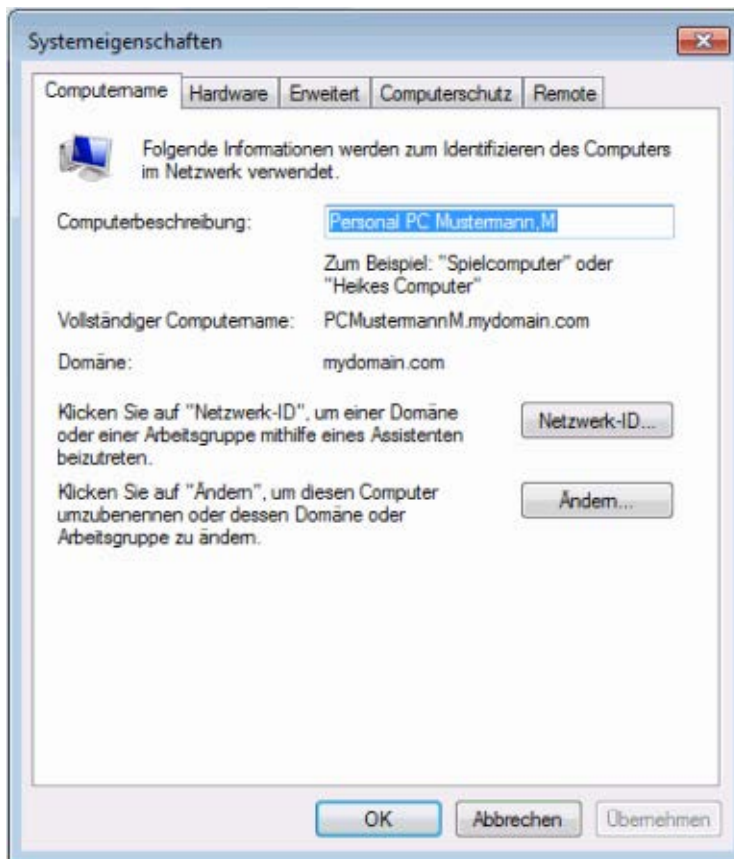 Systemeigenschaften
Computername Hardware Erweitert Computerschutz Remote
Folgende Informationen werden zum Identifizieren des Computers
im Netzwerk verwendet.
Computerbeschreibung: Personal PC Mustermann,M
Zum Beispiel: "Spielcomputer" oder
"Heikes Computer"
Vollständiger Computername: PCMustermannM.mydomain.com
Domäne: mydomain.com
Klicken Sie auf "Netzwerk-ID", um einer Domäne
oder einer Arbeitsgruppe mithilfe eines Assistenten
beizutreten.
Netzwerk-ID...
Klicken Sie auf "Ändern", um diesen Computer
umzubenennen oder dessen Domäne oder
Arbeitsgruppe zu ändern.
Ändern...
OK Abbrechen Übernehmen